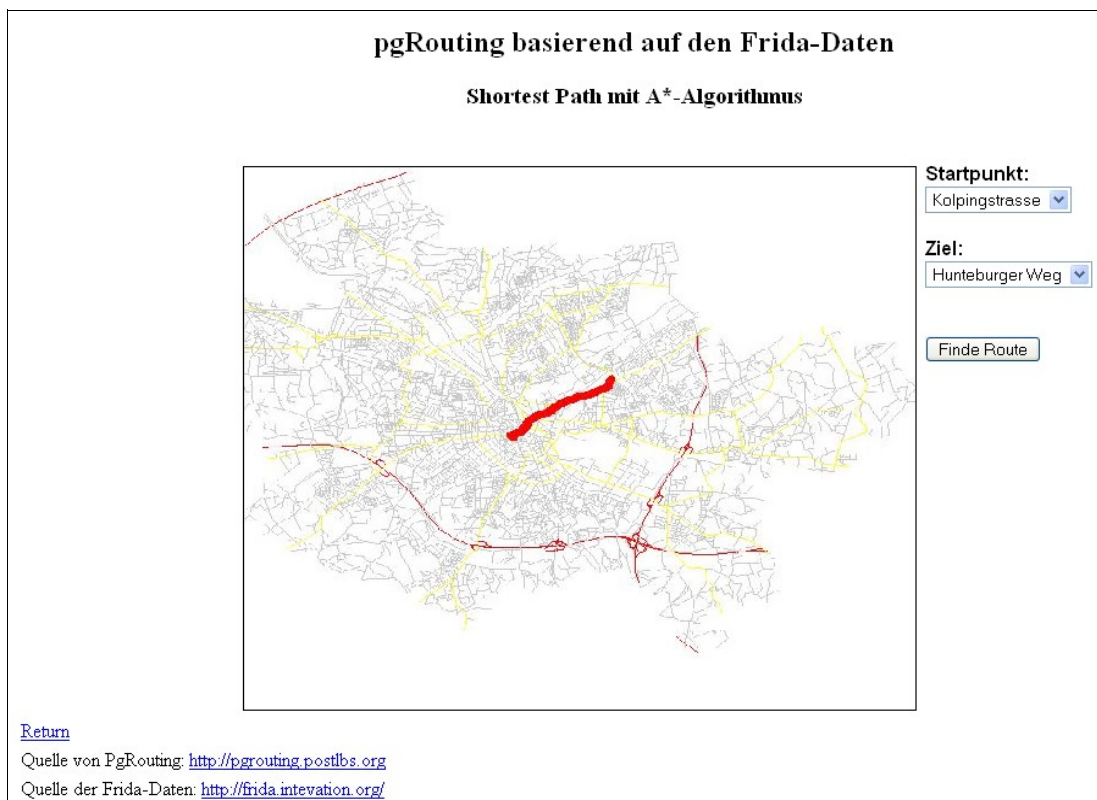 pgRouting basierend auf den Frida-Daten
Shortest Path mit A*-Algorithmus
Startpunkt:
Kolpingstrasse
Ziel:
Hunteburger Weg
Finde Route
Return
Quelle von PgRouting: http://pgrouting.postlbs.org
Quelle der Frida-Daten: http://frida.intevation.org/